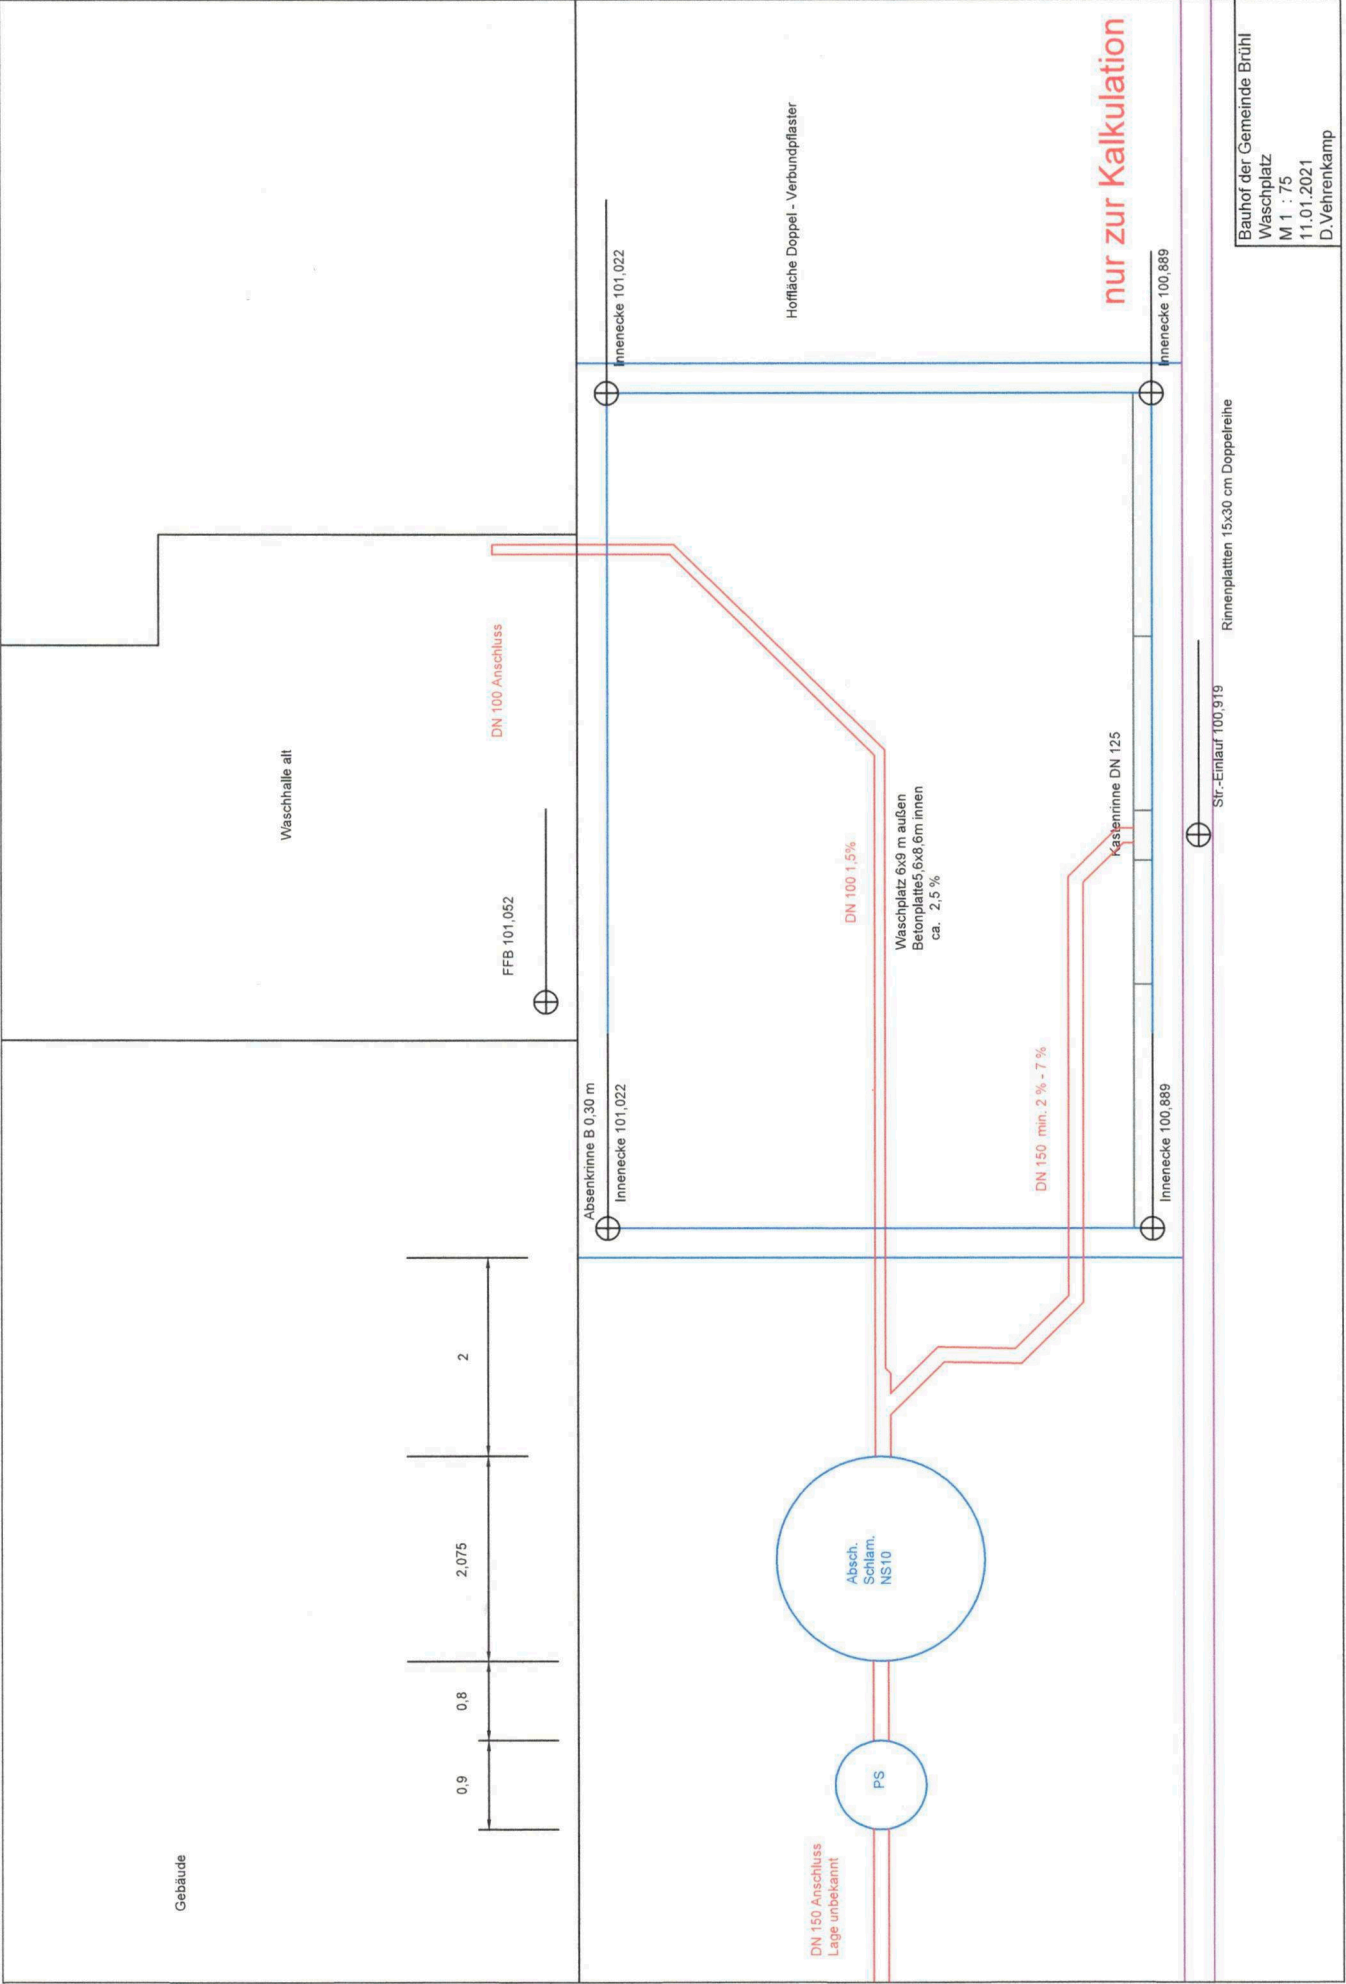 Gebäude
Waschhalle alt
0,9
0,8
2,075
2
FFB 101,052
DN 100 Anschluss
Absenkrinne B 0,30 m
Innenecke 101,022
Innenecke 101,022
Hoffläche Doppel - Verbundpflaster
DN 150 Anschluss
Lage unbekannt
PS
Absch.
Schlam.
NS10
DN 100 1,5%
Waschplatz 6x9 m außen
Betonplatte5,6x8,6m innen
ca. 2,5 %
DN 150 min. 2 % - 7 %
Kastenrinne DN 125
nur zur Kalkulation
Innenecke 100,889
Innenecke 100,889
Str.-Einlauf 100,919
Rinnenplattten 15x30 cm Doppelreihe
Bauhof der Gemeinde Brühl
Waschplatz
M 1 : 75
11.01.2021
D.Vehrenkamp